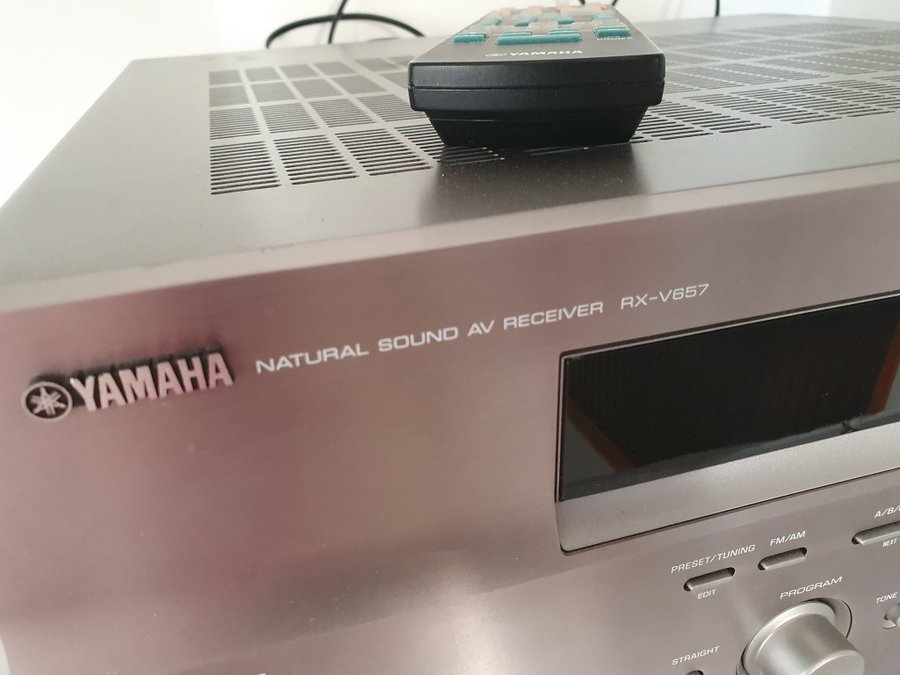 YAMAHA
YAMAHA
NATURAL SOUND AV RECEIVER RX-V657
PRESET/TUNING
EDIT
FM/AM
NEXT
PROGRAM
TONE
STRAIGHT